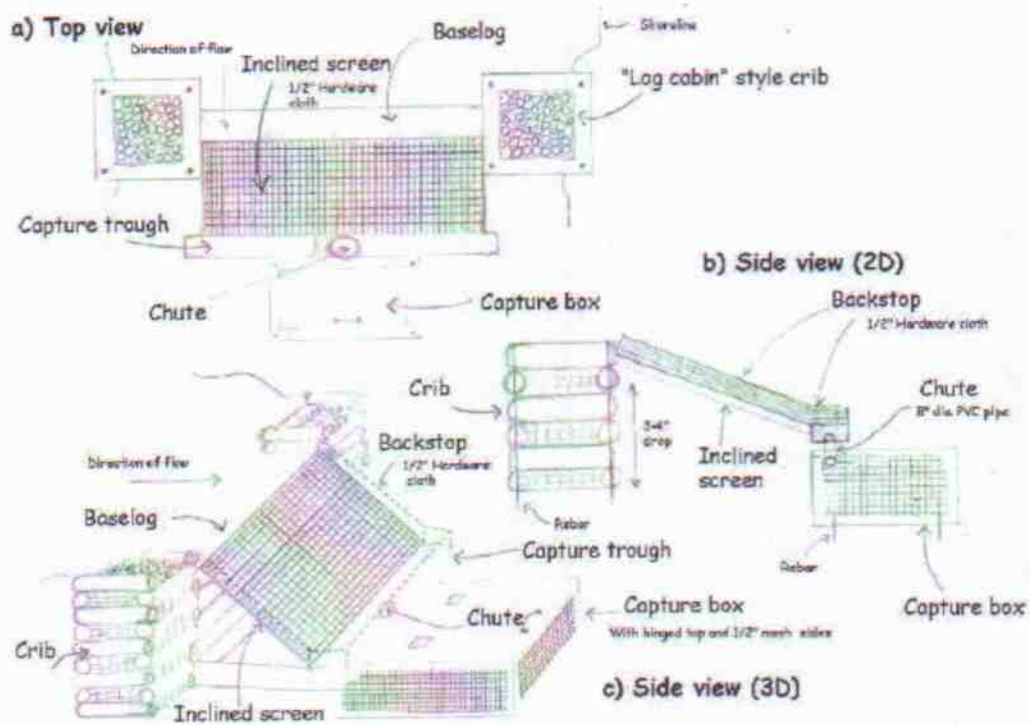 a) Top view
Direction of flow
Inclined screen
1/2" Hardware
cloth
Baselog
Shoreline
"Log cabin" style crib
Capture trough
Chute
Capture box
b) Side view (2D)
Backstop
1/2" Hardware cloth
Crib
3-4"
drop
Inclined
screen
Chute
8" dia. PVC pipe
Rebar
Rebar
Capture box
Direction of flow
Backstop
1/2" Hardware
cloth
Baselog
Capture trough
Chute
Capture box
With hinged top and 1/2" mesh sides
Crib
Inclined screen
c) Side view (3D)